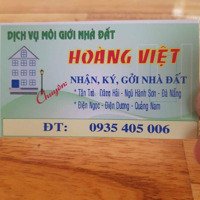 DỊCH VỤ MÔI GIỚI NHÀ ĐẤT
HOÀNG VIỆT
Chuyên:
NHẬN, KÝ, GỞI NHÀ ĐẤT
* Tân Trà - Đông Hải - Ngũ Hành Sơn - Đà Nẵng
* Điện Ngọc - Điện Dương - Quảng Nam
ĐT: 0935 405 006